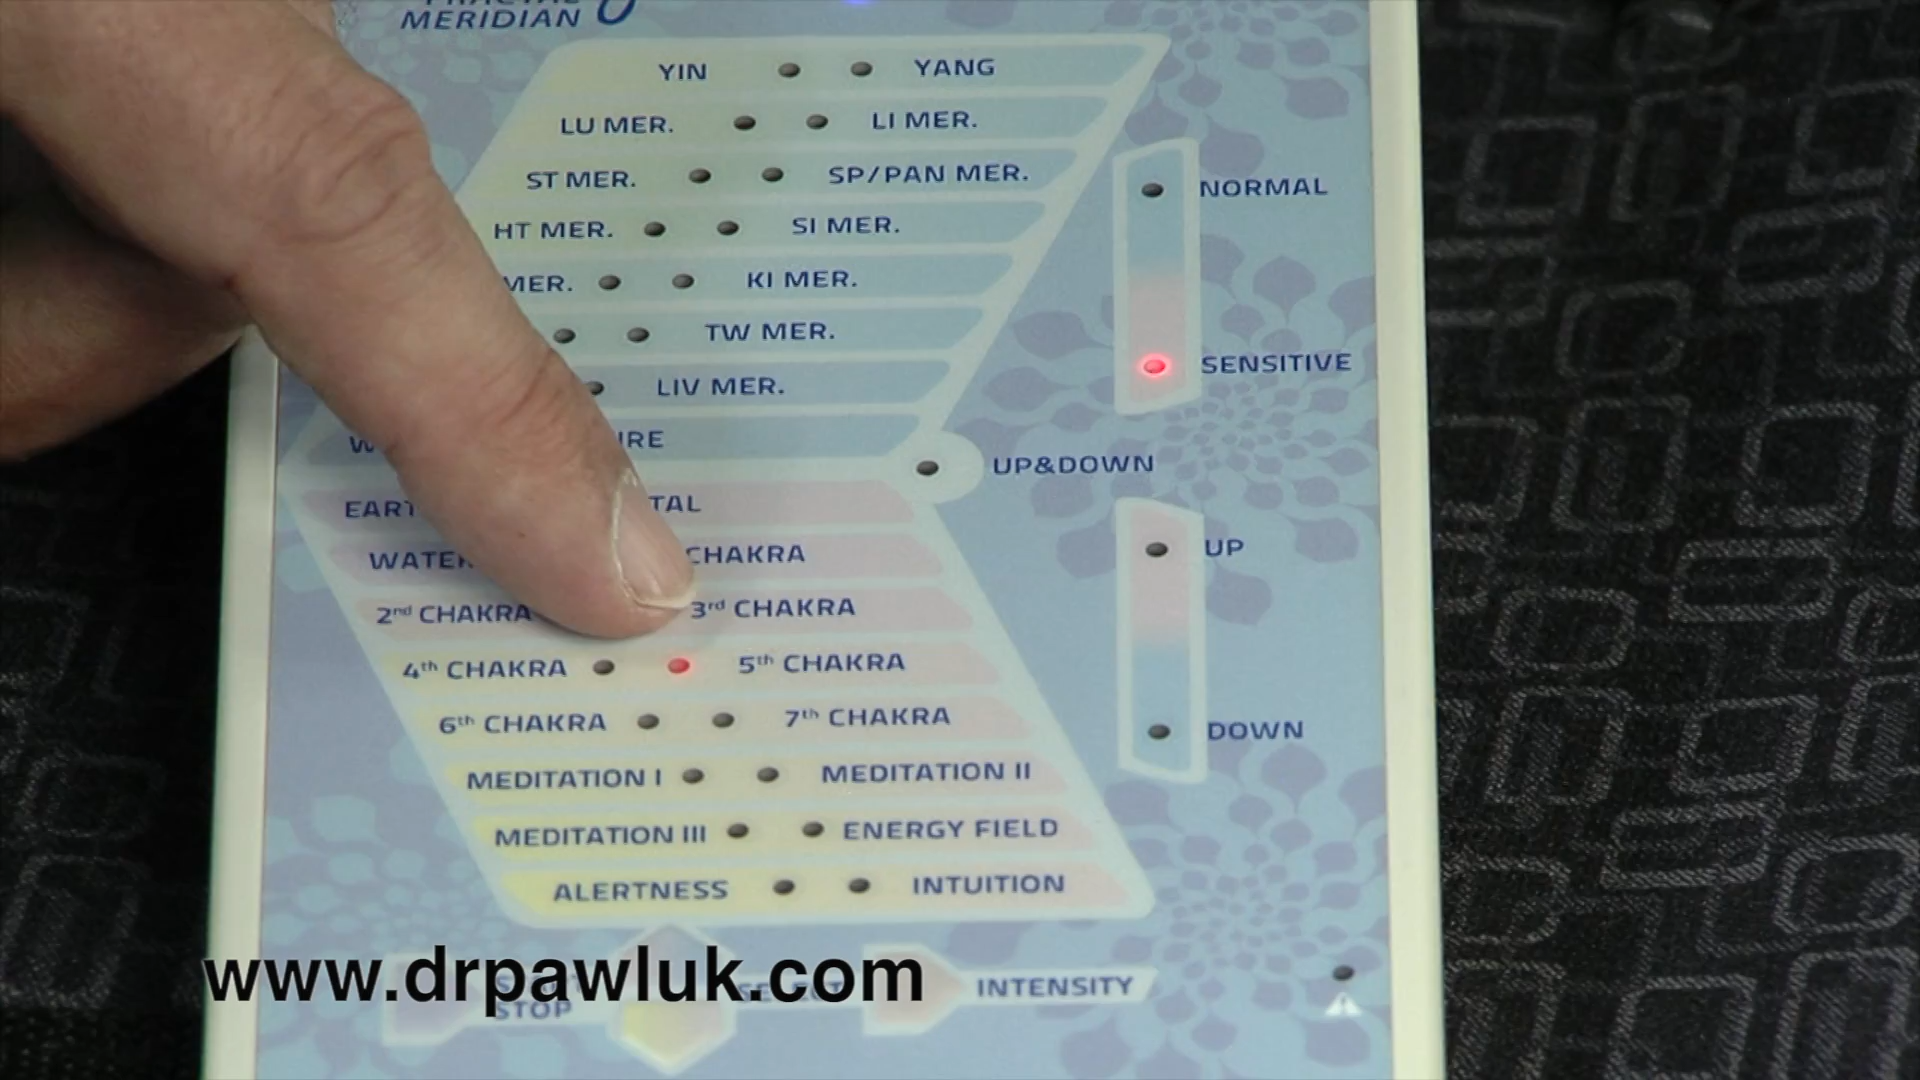 MERIDIAN
YIN YANG
LU MER. LI MER.
ST MER. SP/PAN MER.
HT MER. SI MER.
MER. KI MER.
TW MER.
LIV MER.
NORMAL
SENSITIVE
UP&DOWN
CHAKRA
2nd CHAKRA 3rd CHAKRA
4th CHAKRA 5th CHAKRA
6th CHAKRA 7th CHAKRA
UP
DOWN
MEDITATION I MEDITATION II
MEDITATION III ENERGY FIELD
ALERTNESS INTUITION
www.drpawluk.com
STOP
SELECT
INTENSITY